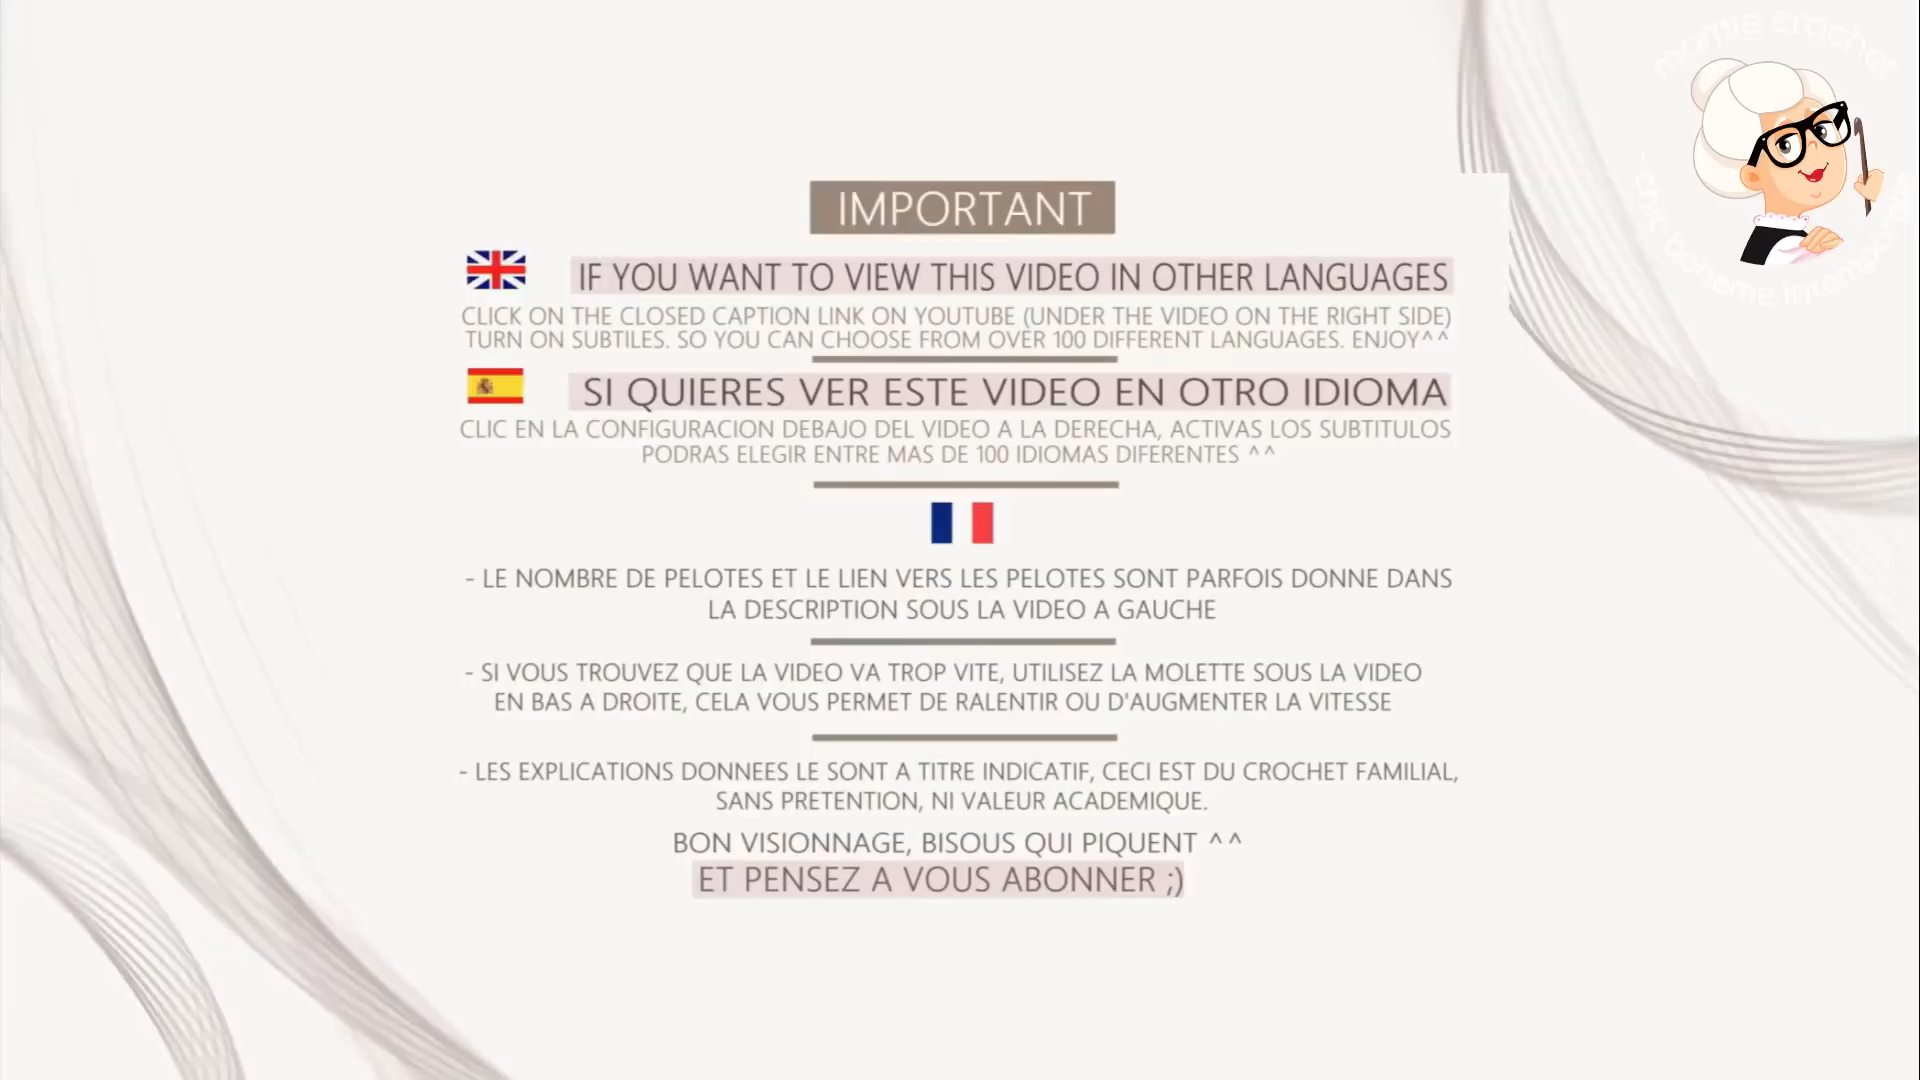 mamie crochet
IMPORTANT
IF YOU WANT TO VIEW THIS VIDEO IN OTHER LANGUAGES
CLICK ON THE CLOSED CAPTION LINK ON YOUTUBE (UNDER THE VIDEO ON THE RIGHT SIDE)
TURN ON SUBTILES. SO YOU CAN CHOOSE FROM OVER 100 DIFFERENT LANGUAGES. ENJOY^^
SI QUIERES VER ESTE VIDEO EN OTRO IDIOMA
CLIC EN LA CONFIGURACION DEBAJO DEL VIDEO A LA DERECHA, ACTIVAS LOS SUBTITULOS
PODRAS ELEGIR ENTRE MAS DE 100 IDIOMAS DIFERENTES ^^
- LE NOMBRE DE PELOTES ET LE LIEN VERS LES PELOTES SONT PARFOIS DONNE DANS
LA DESCRIPTION SOUS LA VIDEO A GAUCHE
- SI VOUS TROUVEZ QUE LA VIDEO VA TROP VITE, UTILISEZ LA MOLETTE SOUS LA VIDEO
EN BAS A DROITE, CELA VOUS PERMET DE RALENTIR OU D'AUGMENTER LA VITESSE
- LES EXPLICATIONS DONNEES LE SONT A TITRE INDICATIF, CECI EST DU CROCHET FAMILIAL,
SANS PRETENTION, NI VALEUR ACADEMIQUE.
BON VISIONNAGE, BISOUS QUI PIQUENT ^^
ET PENSEZ A VOUS ABONNER ;)